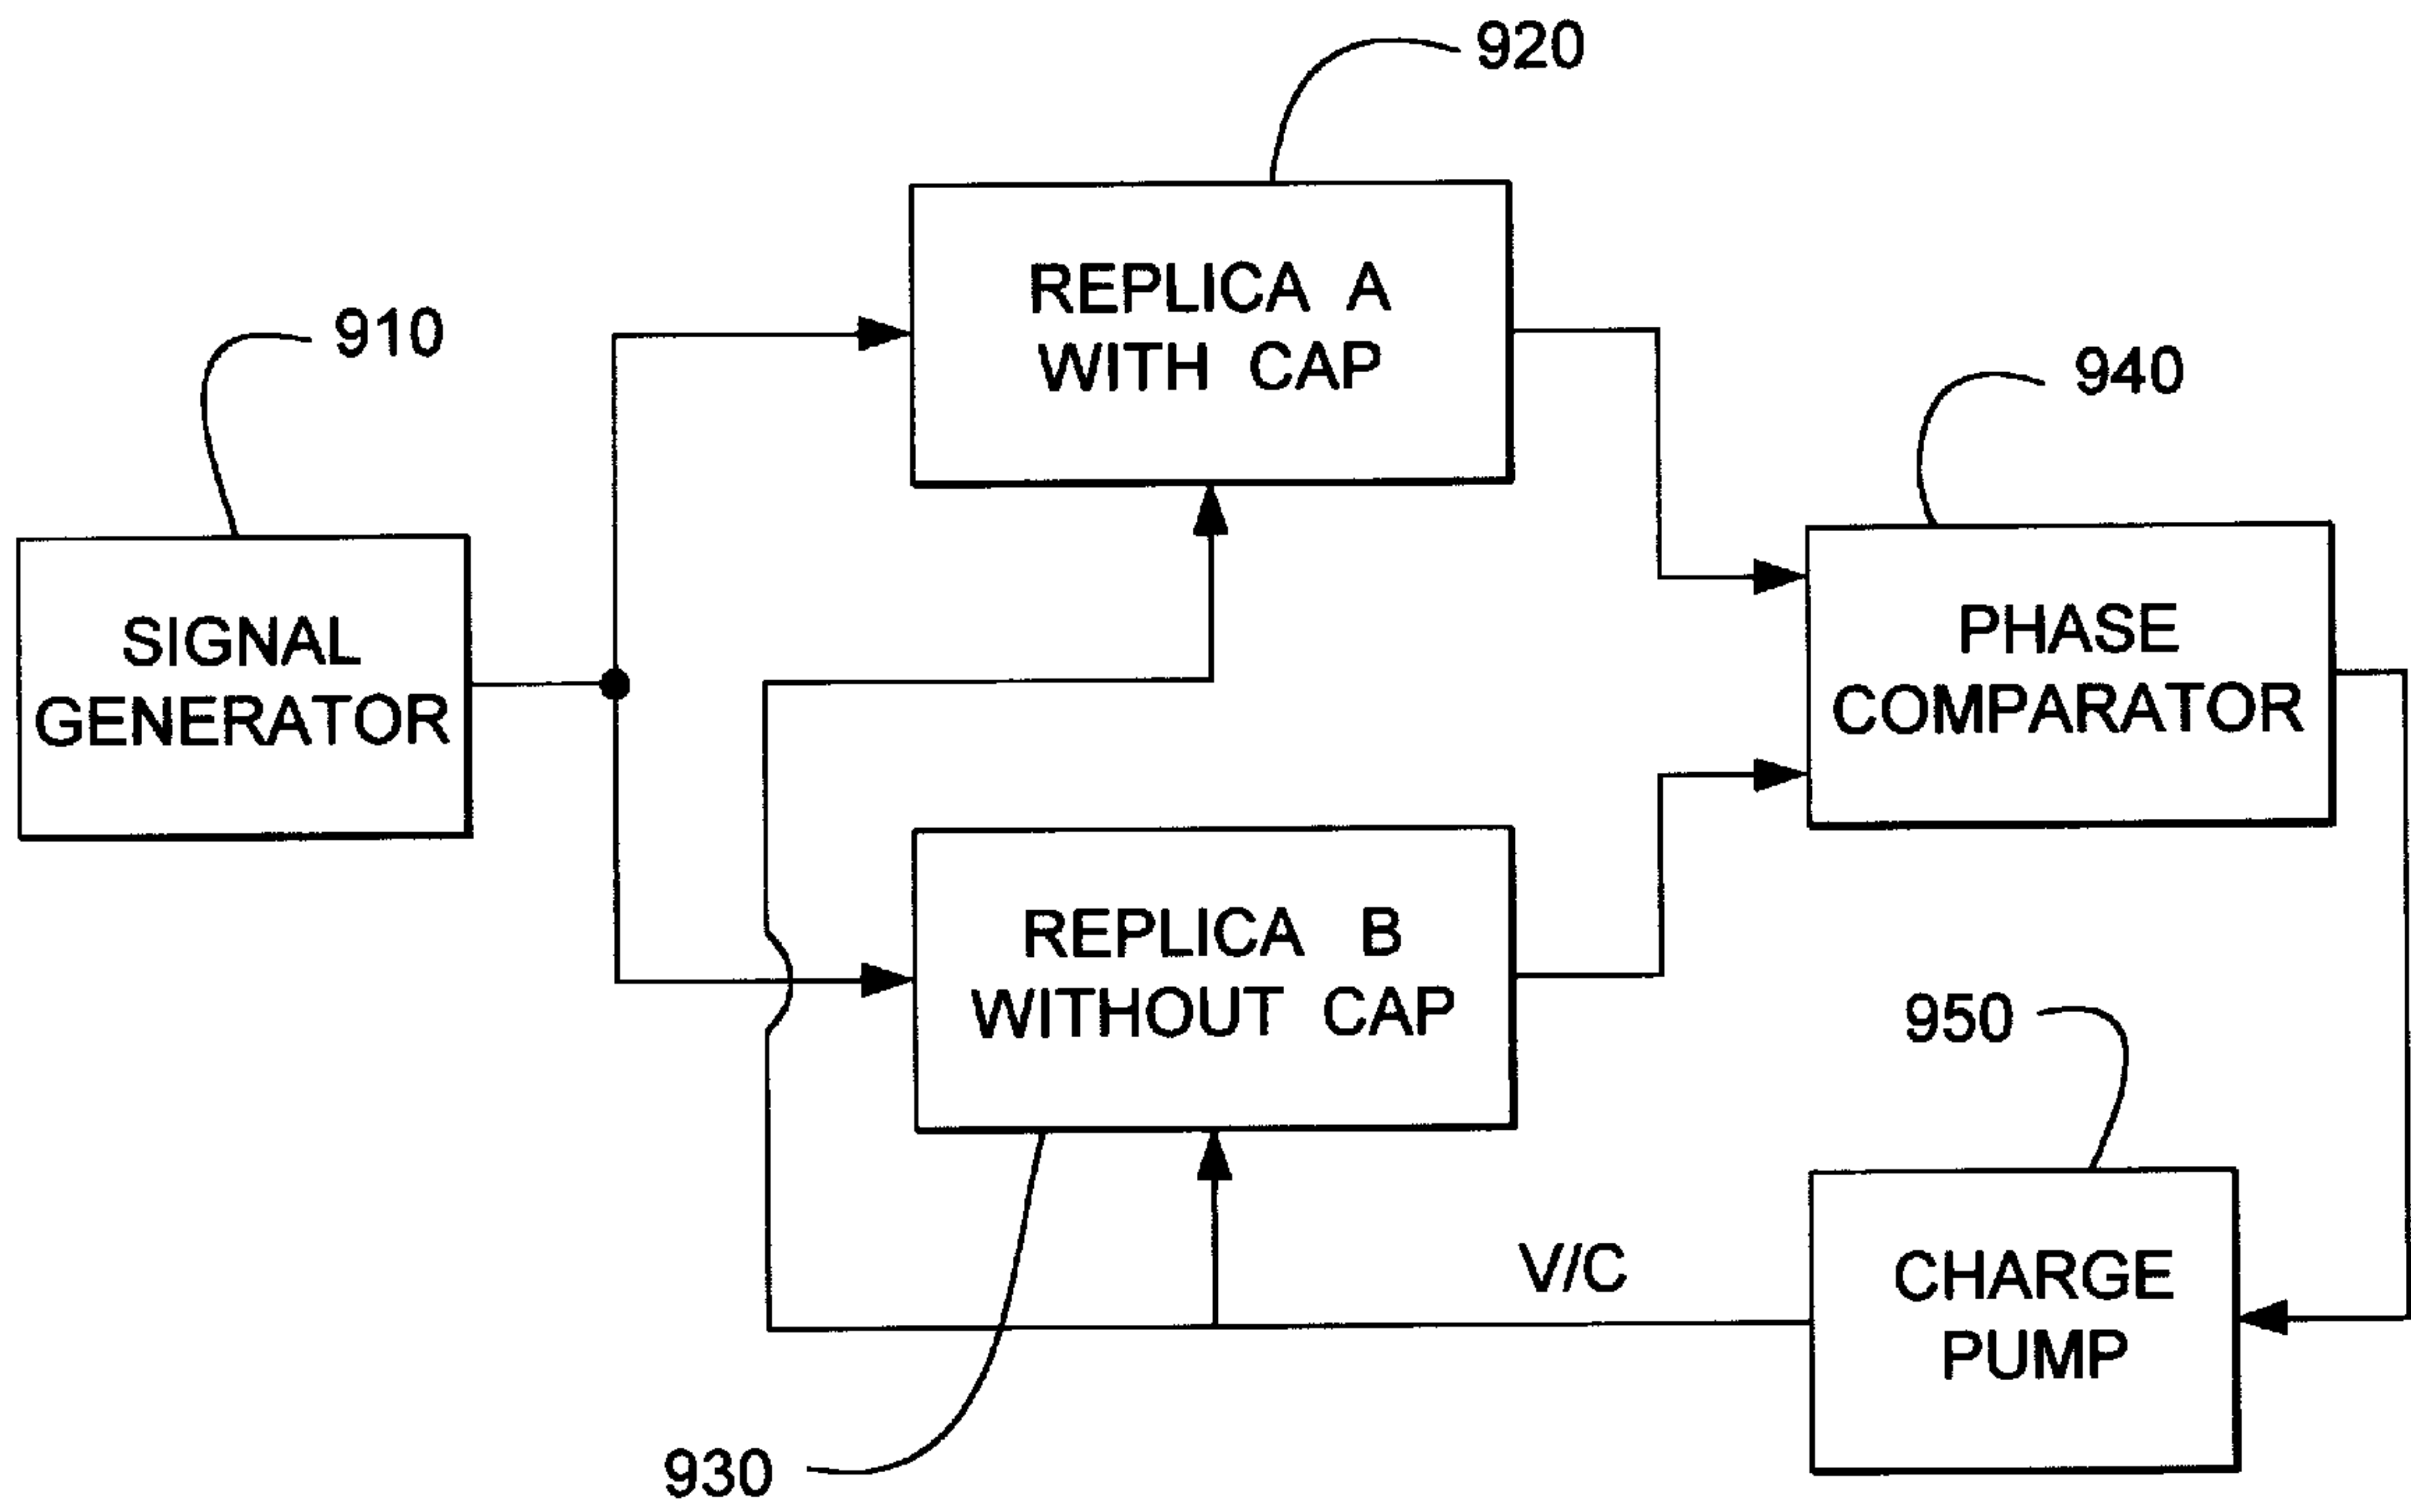 920
REPLICA A
WITH CAP
910
940
SIGNAL
GENERATOR
PHASE
COMPARATOR
REPLICA B
WITHOUT CAP
950
V/C
CHARGE
PUMP
930